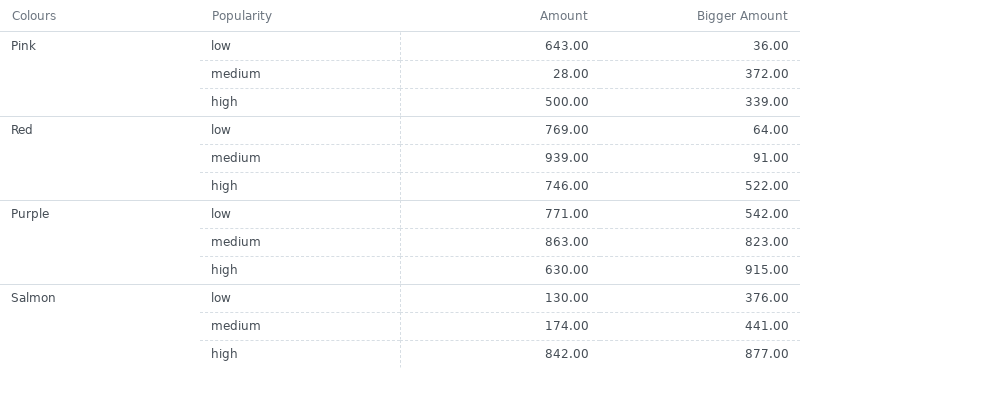 Colours Popularity Amount Bigger Amount
Pink low 643.00 36.00
medium 28.00 372.00
high 500.00 339.00
Red low 769.00 64.00
medium 939.00 91.00
high 746.00 522.00
Purple low 771.00 542.00
medium 863.00 823.00
high 630.00 915.00
Salmon low 130.00 376.00
medium 174.00 441.00
high 842.00 877.00